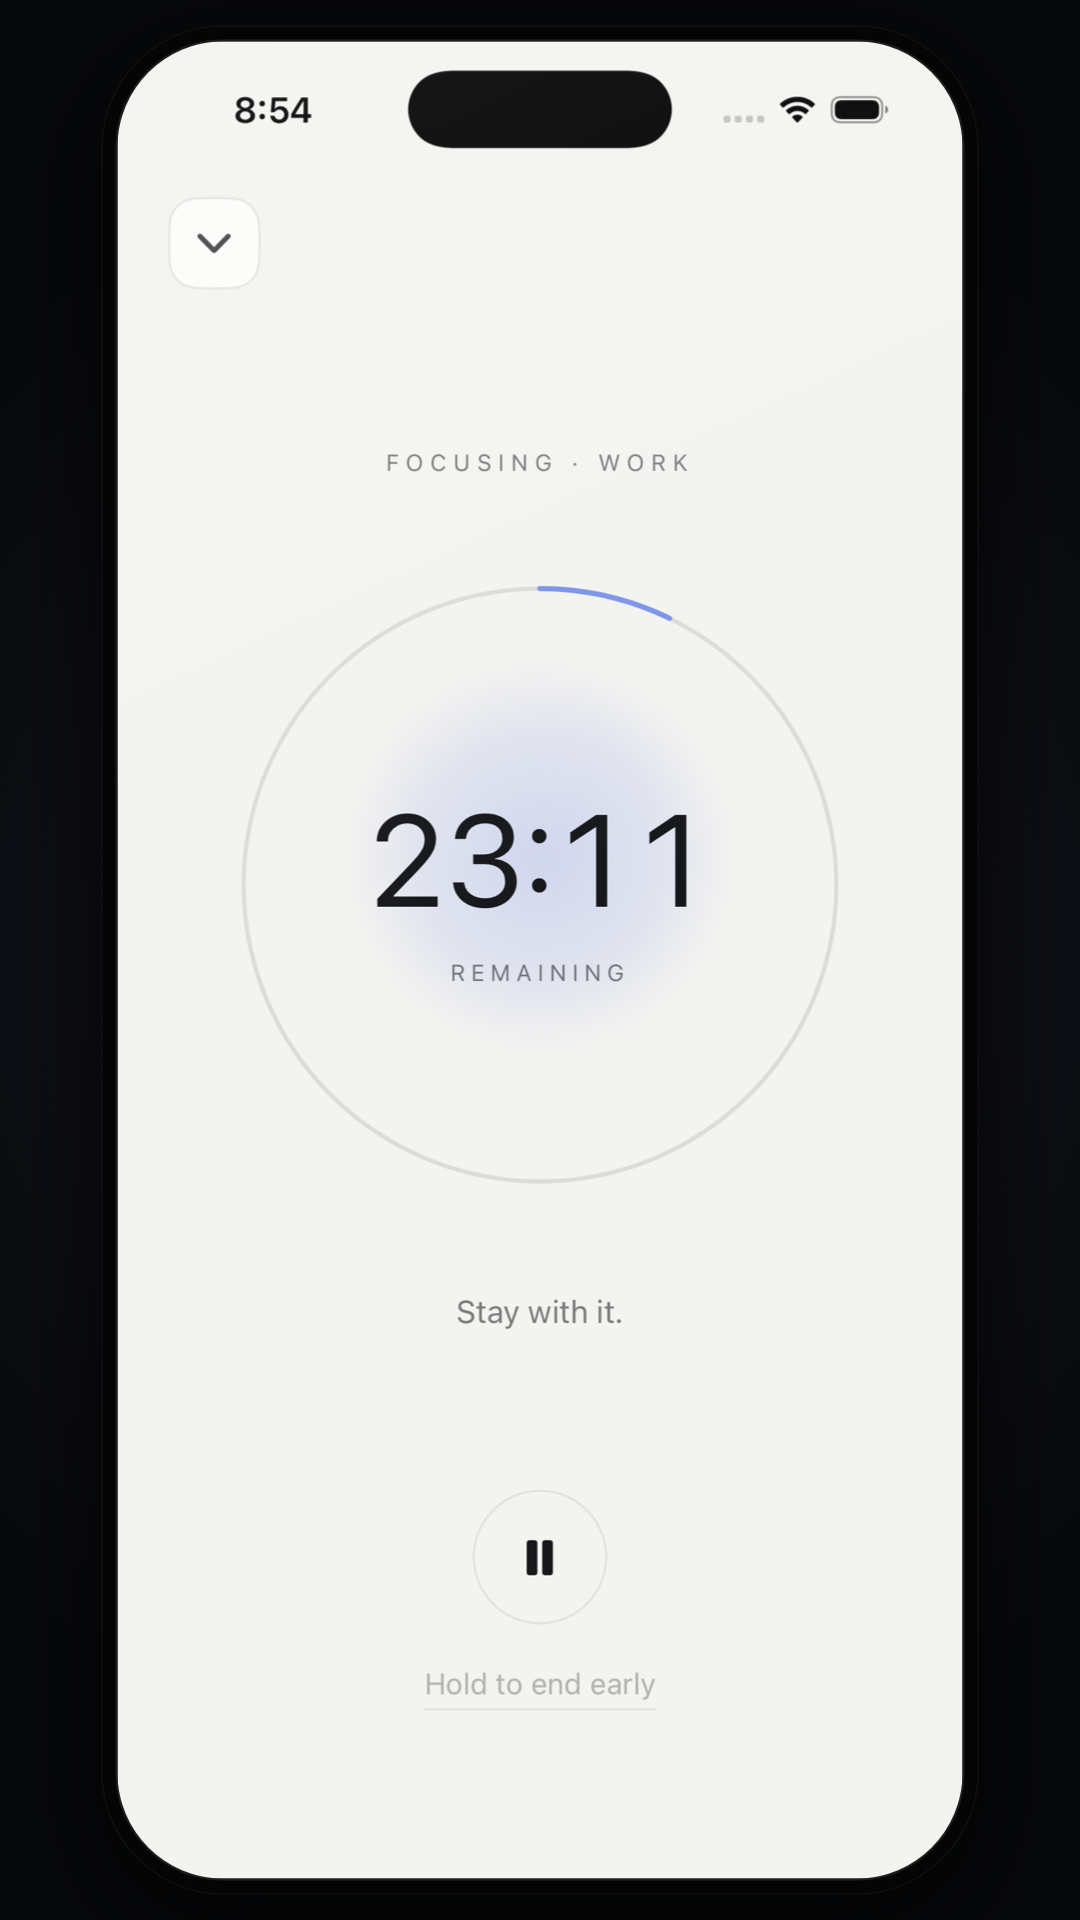 8:54
FOCUSING · WORK
23:11
REMAINING
Stay with it.
Hold to end early